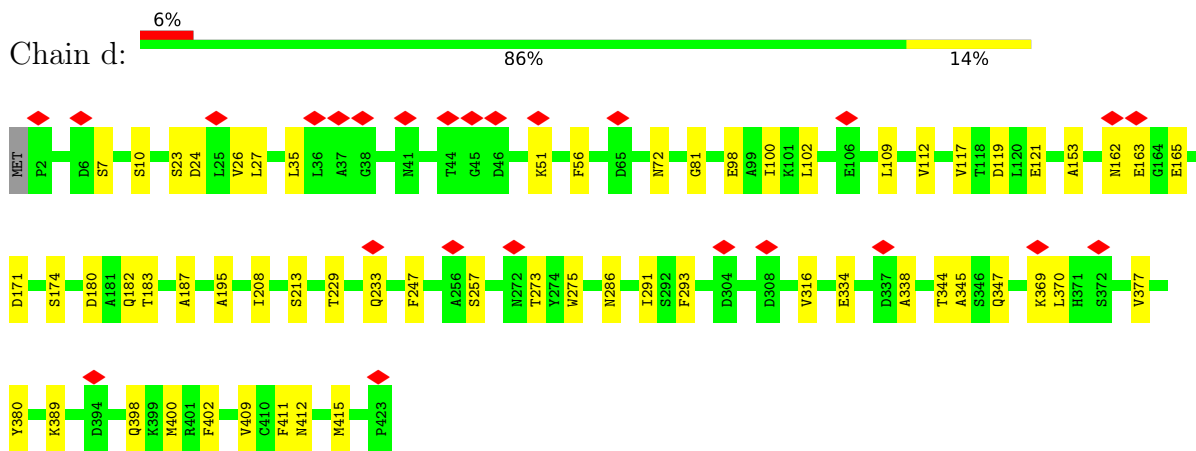 6%
Chain d:
86% 14%
MET P2 D6 S7 S10 S23 D24 L25 V26 L27 L35 L36 A37 G38 N41 T44 G45 D46 K51 F56 D65 N72 G81 E98 A99 I100 K101 L102 E106 L109 V112 V117 T118 D119 L120 E121 A153 N162 E163 G164 E165
D171 S174 D180 A181 Q182 T183 A187 A195 I208 S213 T229 Q233 F247 A256 S257 N272 T273 Y274 W275 N286 I291 S292 F293 D304 D308 V316 E334 D337 A338 T344 A345 S346 Q347 K369 L370 H371 S372 V377
Y380 K389 D394 Q398 K399 M400 R401 F402 V409 C410 F411 N412 M415 P423